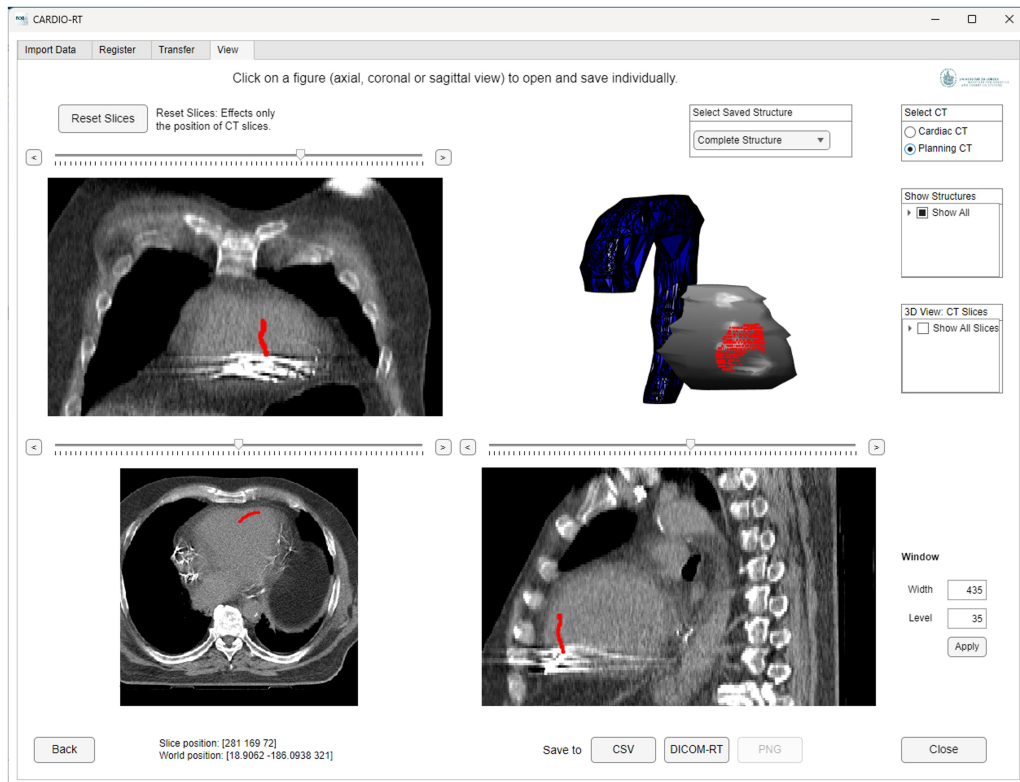 CARDIO-RT
Import Data
Register
Transfer
View
Click on a figure (axial, coronal or sagittal view) to open and save individually.
Reset Slices
Reset Slices: Effects only
the position of CT slices.
Select Saved Structure
Complete Structure
Select CT
Cardiac CT
Planning CT
<
>
Show Structures
Show All
3D View: CT Slices
Show All Slices
<
>
<
>
Window
Width
435
Level
35
Apply
Back
Slice position: [281 169 72]
World position: [18.9062 -186.0938 321]
Save to
CSV
DICOM-RT
PNG
Close